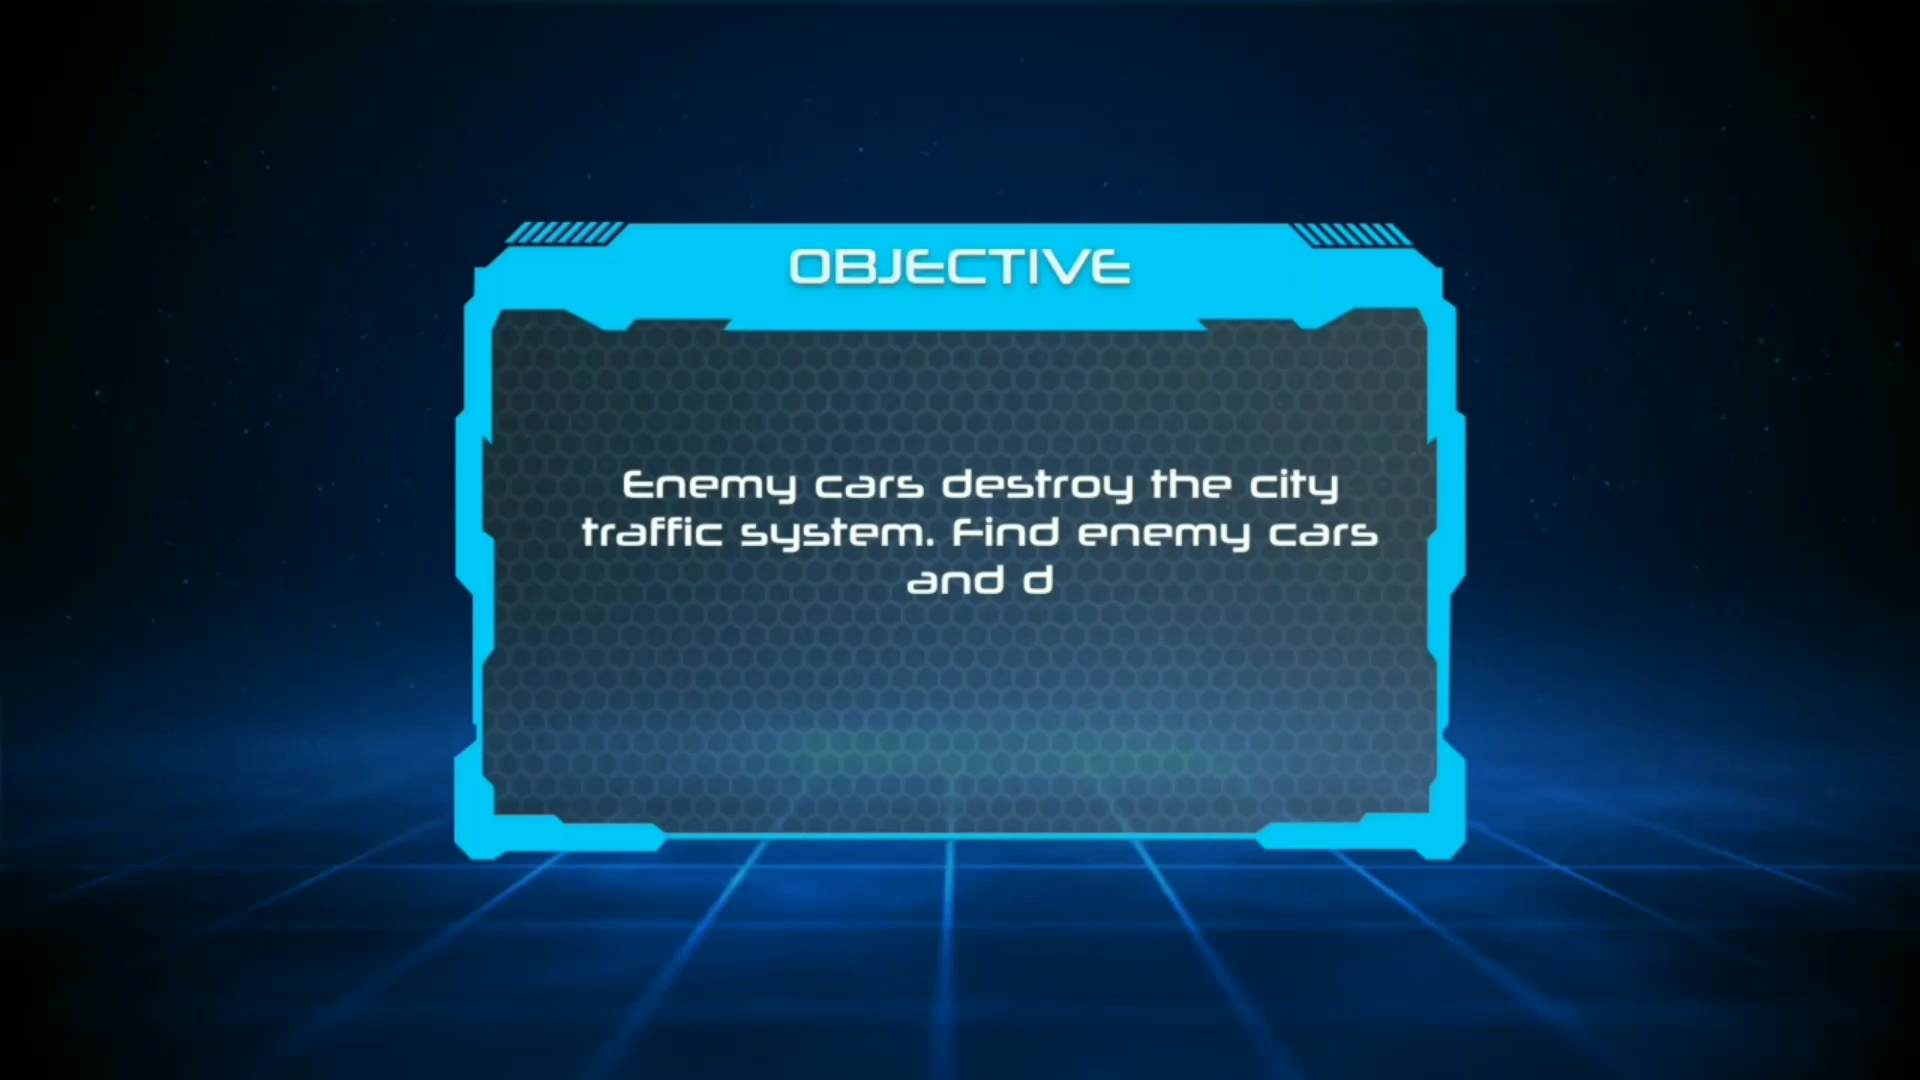 OBJECTIVE
Enemy cars destroy the city
traffic system. Find enemy cars
and d